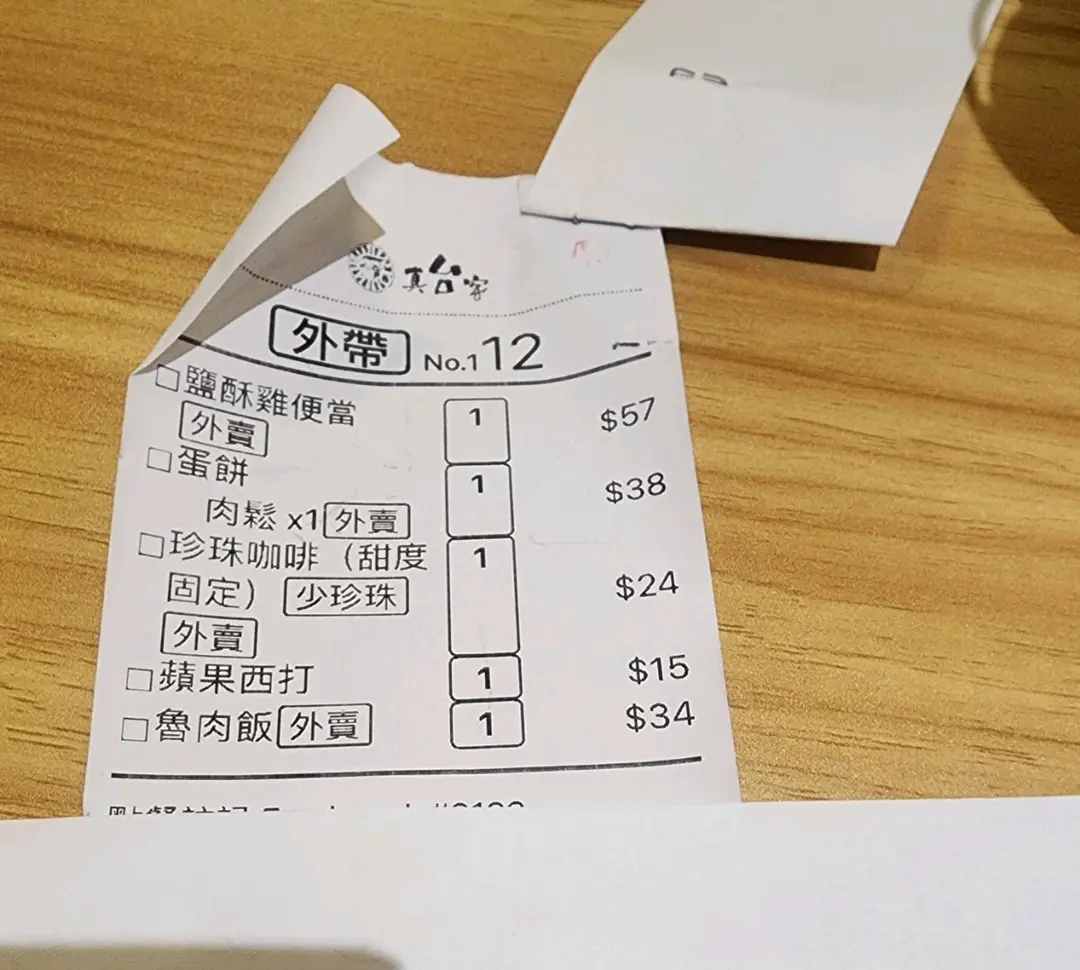 真台客
外帶 No.112
□鹽酥雞便當 1 $57
外賣
□蛋餅 1 $38
肉鬆 x1 外賣
□珍珠咖啡（甜度 1
固定） 少珍珠 $24
外賣
□蘋果西打 1 $15
□魯肉飯 外賣 1 $34